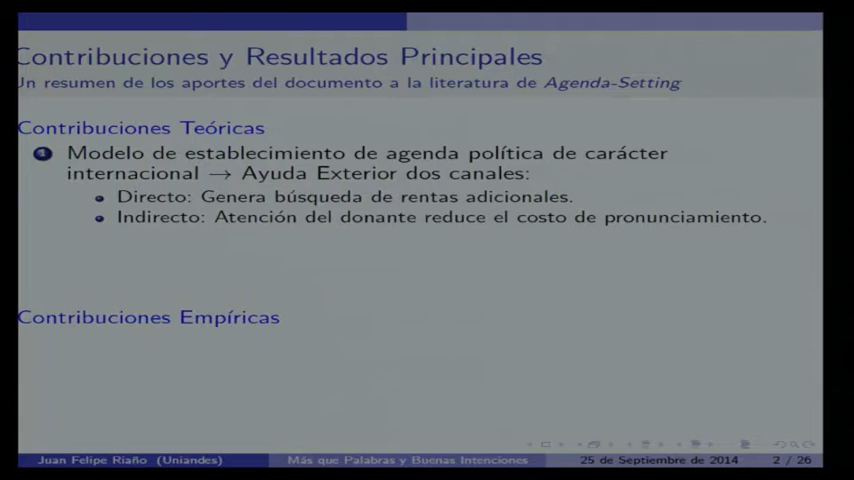 Contribuciones y Resultados Principales
Un resumen de los aportes del documento a la literatura de Agenda-Setting
Contribuciones Teóricas
1 Modelo de establecimiento de agenda política de carácter
internacional → Ayuda Exterior dos canales:
Directo: Genera búsqueda de rentas adicionales.
Indirecto: Atención del donante reduce el costo de pronunciamiento.
Contribuciones Empíricas
Juan Felipe Riaño (Uniandes) Más que Palabras y Buenas Intenciones 25 de Septiembre de 2014 2 / 26